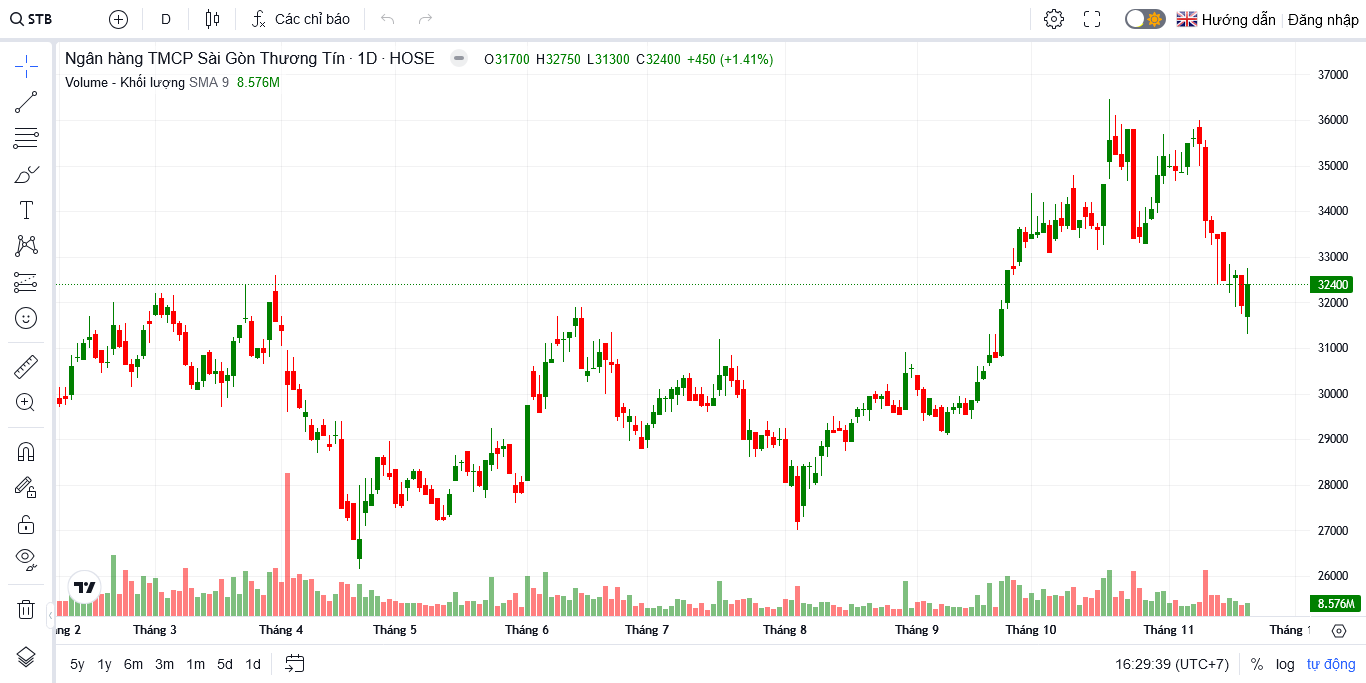 STB D Các chỉ báo Hướng dẫn Đăng nhập
Ngân hàng TMCP Sài Gòn Thương Tín · 1D · HOSE O31700 H32750 L31300 C32400 +450 (+1.41%)
Volume - Khối lượng SMA 9 8.576M
37000
36000
35000
34000
33000
32400
32000
31000
30000
29000
28000
27000
26000
8.576M
ng 2 Tháng 3 Tháng 4 Tháng 5 Tháng 6 Tháng 7 Tháng 8 Tháng 9 Tháng 10 Tháng 11 Tháng 1
5y 1y 6m 3m 1m 5d 1d 16:29:39 (UTC+7) % log tự động